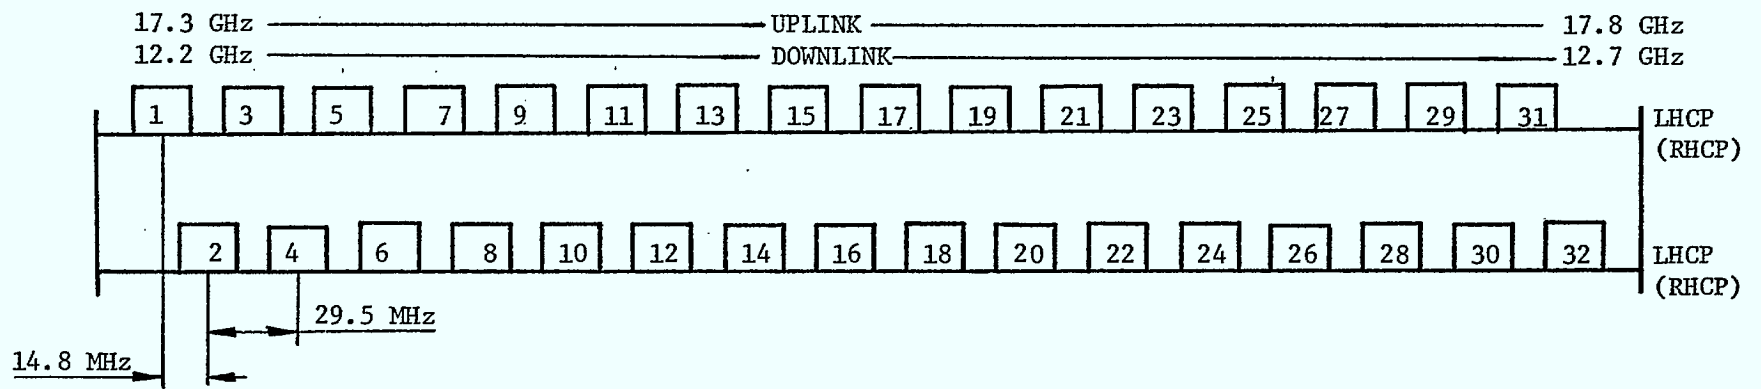 17.3 GHz UPLINK 17.8 GHz
12.2 GHz DOWNLINK 12.7 GHz
1 3 5 7 9 11 13 15 17 19 21 23 25 27 29 31 LHCP
(RHCP)
2 4 6 8 10 12 14 16 18 20 22 24 26 28 30 32 LHCP
(RHCP)
29.5 MHz
14.8 MHz